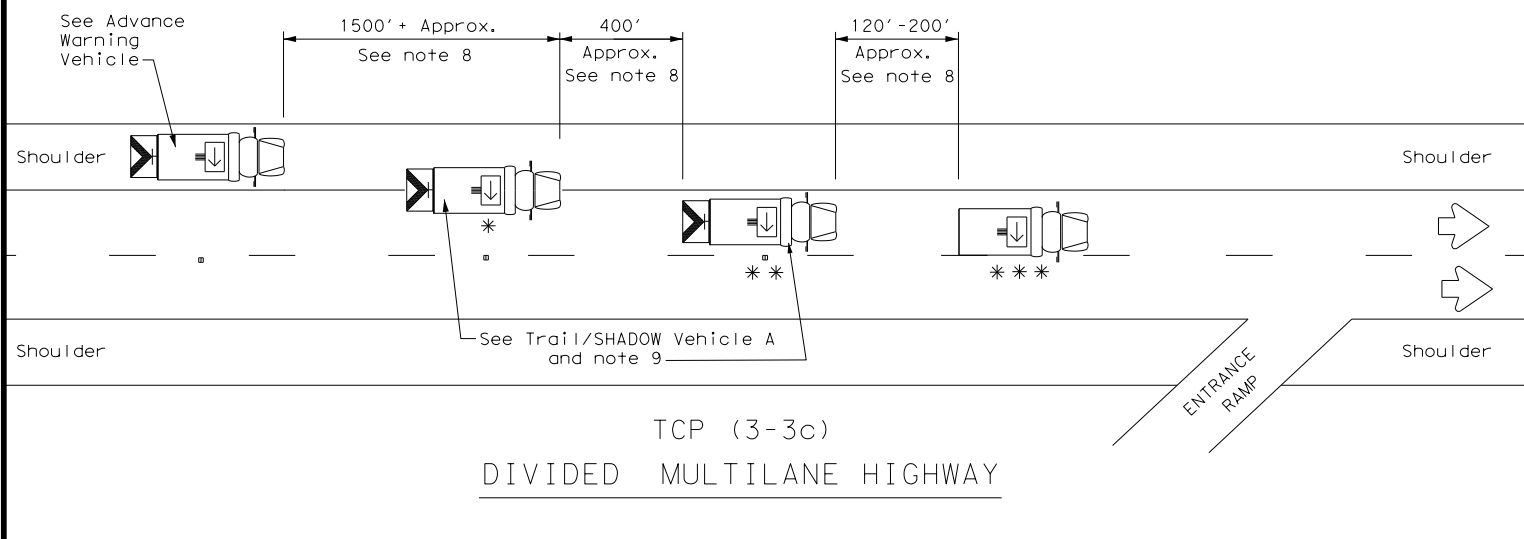 See Advance
Warning
Vehicle
1500'+ Approx.
See note 8
400'
Approx.
See note 8
120'-200'
Approx.
See note 8
Shoulder
Shoulder
*
**
***
See Trail/SHADOW Vehicle A
and note 9
Shoulder
Shoulder
ENTRANCE
RAMP
TCP (3-3c)
DIVIDED MULTILANE HIGHWAY